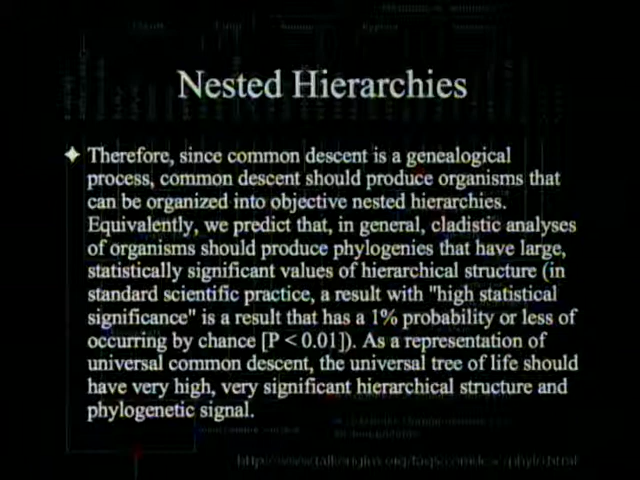 Nested Hierarchies
✦ Therefore, since common descent is a genealogical
process, common descent should produce organisms that
can be organized into objective nested hierarchies.
Equivalently, we predict that, in general, cladistic analyses
of organisms should produce phylogenies that have large,
statistically significant values of hierarchical structure (in
standard scientific practice, a result with "high statistical
significance" is a result that has a 1% probability or less of
occurring by chance [P < 0.01]). As a representation of
universal common descent, the universal tree of life should
have very high, very significant hierarchical structure and
phylogenetic signal.